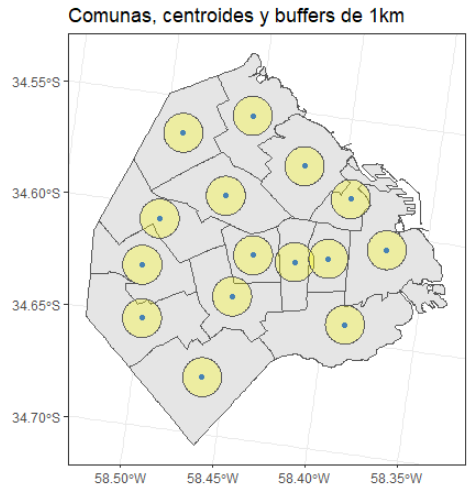 Comunas, centroides y buffers de 1km
34.55°S
34.60°S
34.65°S
34.70°S
58.50°W
58.45°W
58.40°W
58.35°W